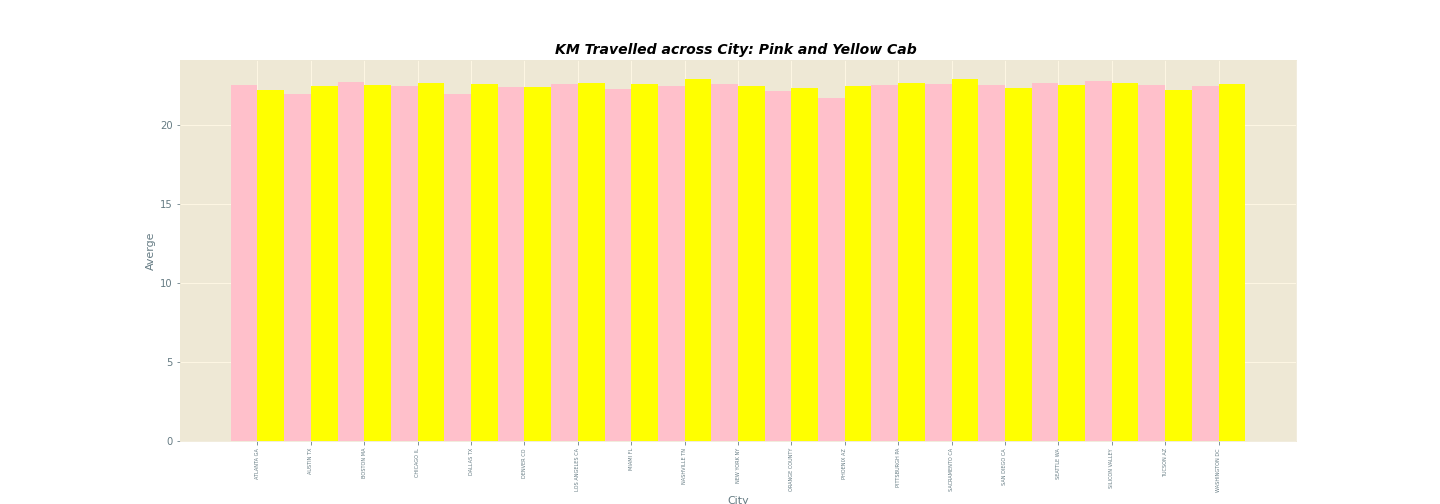 KM Travelled across City: Pink and Yellow Cab
Averge
20
15
10
5
0
ATLANTA GA
AUSTIN TX
BOSTON MA
CHICAGO IL
DALLAS TX
DENVER CO
LOS ANGELES CA
MIAMI FL
NASHVILLE TN
NEW YORK NY
ORANGE COUNTY
PHOENIX AZ
PITTSBURGH PA
SACRAMENTO CA
SAN DIEGO CA
SEATTLE WA
SILICON VALLEY
TUCSON AZ
WASHINGTON DC
City